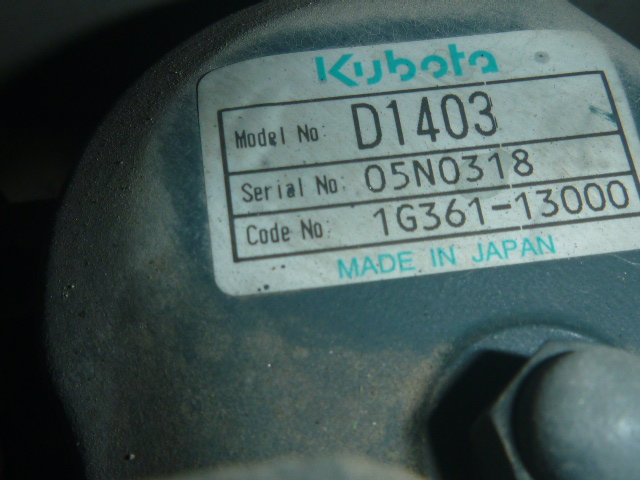 Kubota
Model No: D1403
Serial No: 05N0318
Code No: 1G361-13000
MADE IN JAPAN